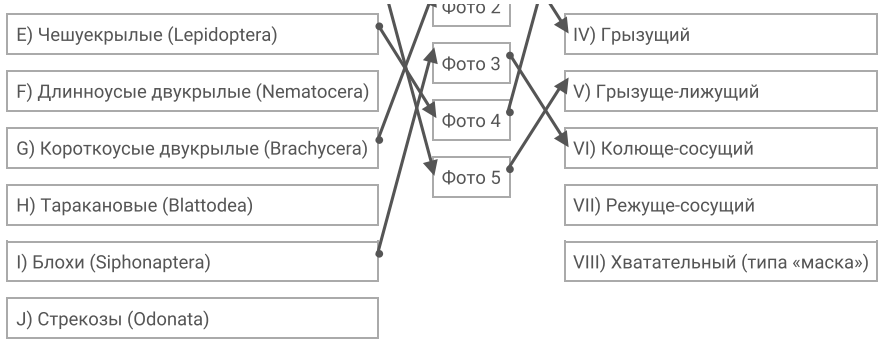 E) Чешуекрылые (Lepidoptera)
F) Длинноусые двукрылые (Nematocera)
G) Короткоусые двукрылые (Brachycera)
H) Таракановые (Blattodea)
I) Блохи (Siphonaptera)
J) Стрекозы (Odonata)
Фото 2
Фото 3
Фото 4
Фото 5
IV) Грызущий
V) Грызуще-лижущий
VI) Колюще-сосущий
VII) Режуще-сосущий
VIII) Хватательный (типа «маска»)